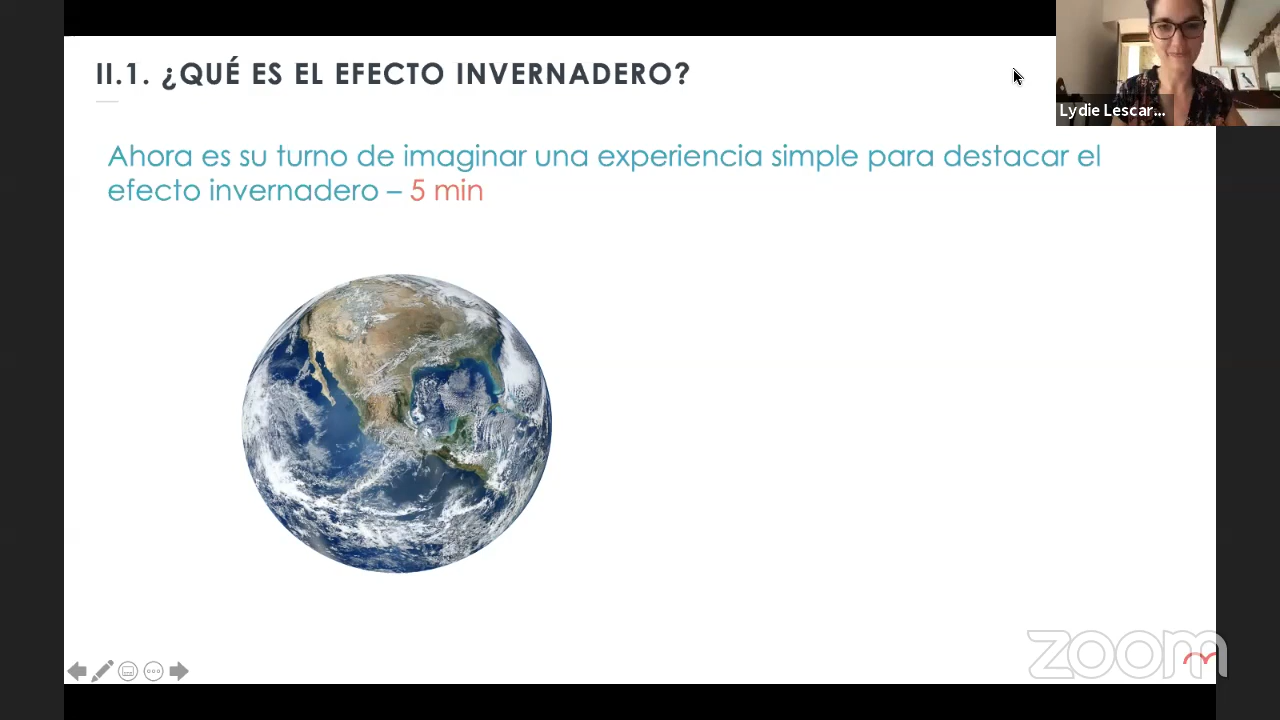 II.1. ¿QUÉ ES EL EFECTO INVERNADERO?
Lydie Lescar...
Ahora es su turno de imaginar una experiencia simple para destacar el
efecto invernadero – 5 min
zoom